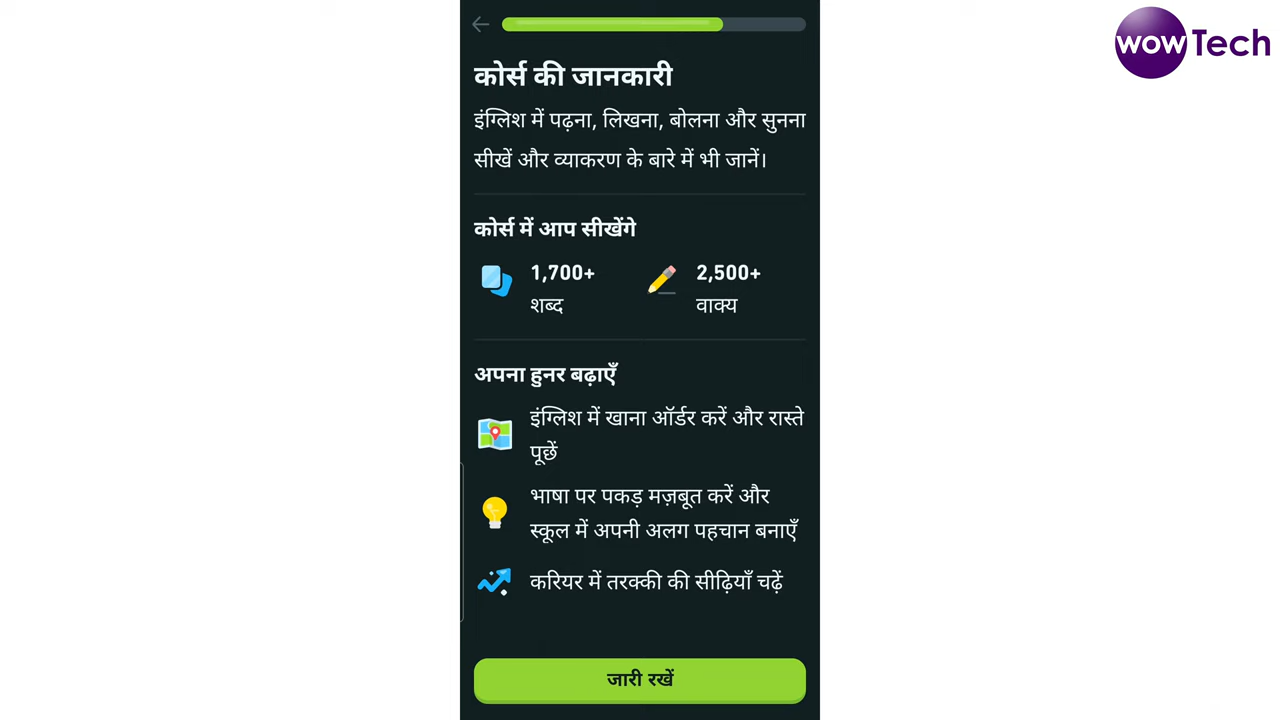 wowTech
कोर्स की जानकारी
इंग्लिश में पढ़ना, लिखना, बोलना और सुनना
सीखें और व्याकरण के बारे में भी जानें।
कोर्स में आप सीखेंगे
1,700+
शब्द
2,500+
वाक्य
अपना हुनर बढ़ाएँ
इंग्लिश में खाना ऑर्डर करें और रास्ते
पूछें
भाषा पर पकड़ मज़बूत करें और
स्कूल में अपनी अलग पहचान बनाएँ
करियर में तरक्की की सीढ़ियाँ चढ़ें
जारी रखें